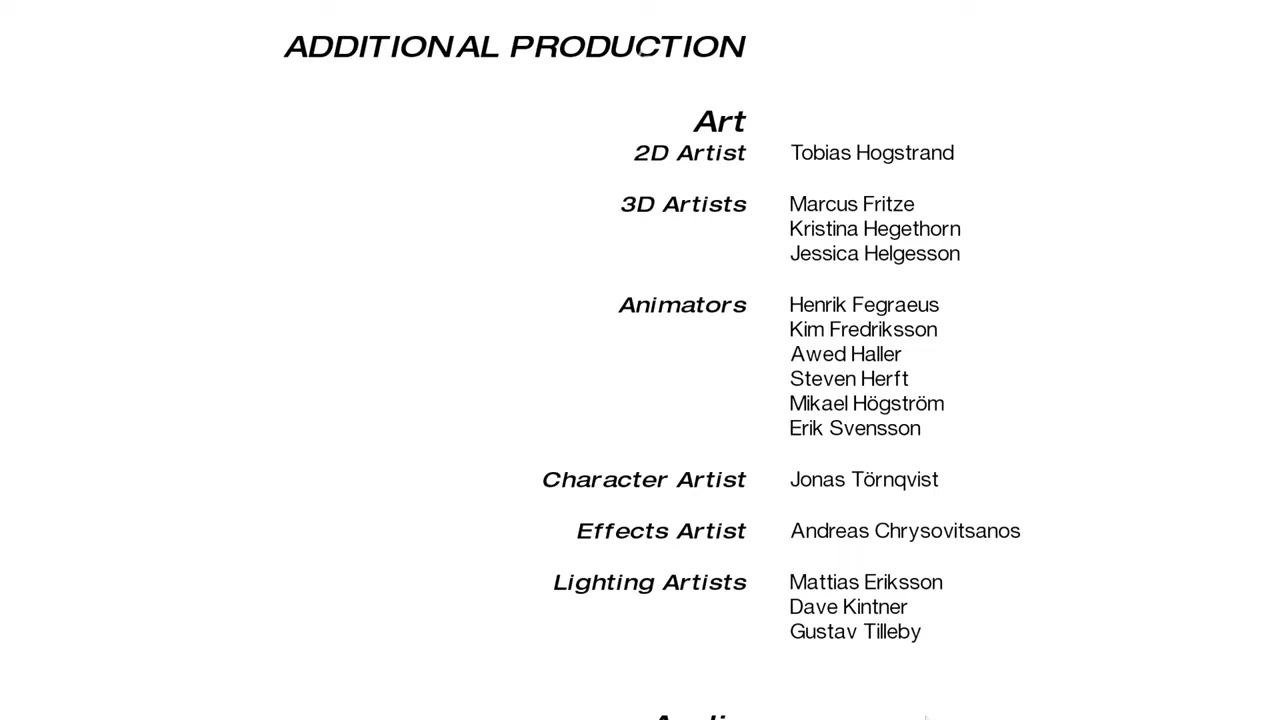 ADDITIONAL PRODUCTION
Art
2D Artist Tobias Hogstrand
3D Artists Marcus Fritze
Kristina Hegethorn
Jessica Helgesson
Animators Henrik Fegraeus
Kim Fredriksson
Awed Haller
Steven Herft
Mikael Högström
Erik Svensson
Character Artist Jonas Törnqvist
Effects Artist Andreas Chrysovitsanos
Lighting Artists Mattias Eriksson
Dave Kintner
Gustav Tilleby